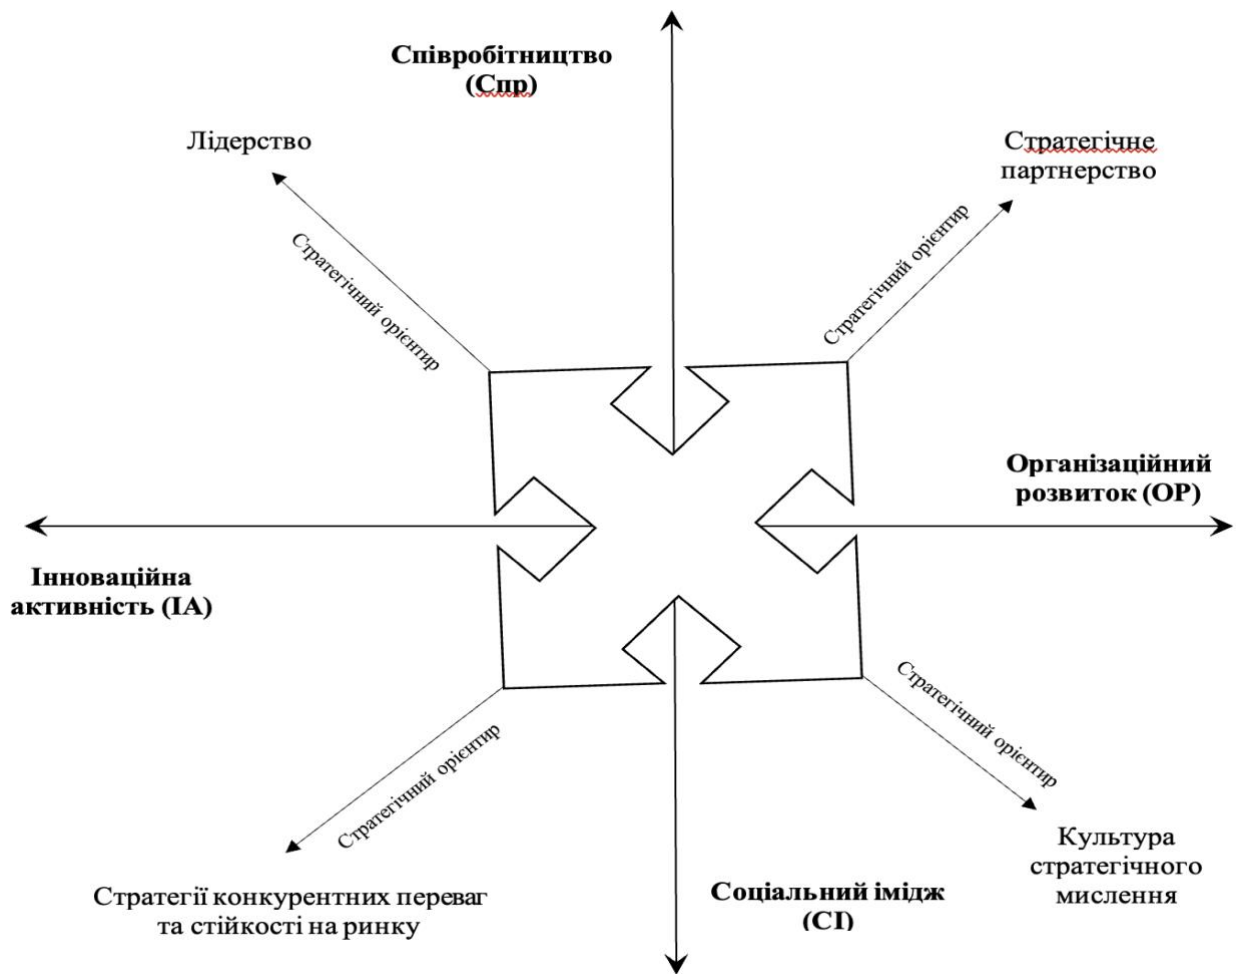 Співробітництво
(Спр)
Лідерство
Стратегічне
партнерство
Стратегічний орієнтир
Стратегічний орієнтир
Організаційний
розвиток (ОР)
Інноваційна
активність (ІА)
Стратегічний орієнтир
Стратегічний орієнтир
Культура
стратегічного
мислення
Стратегії конкурентних переваг
та стійкості на ринку
Соціальний імідж
(СІ)